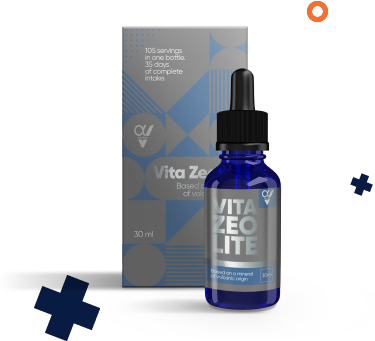 105 servings
in one bottle.
35 days
of complete
intake.
Vita Ze
Based
of vol
30 ml
VITA
ZEO
LITE
Based on a mineral
of volcanic origin